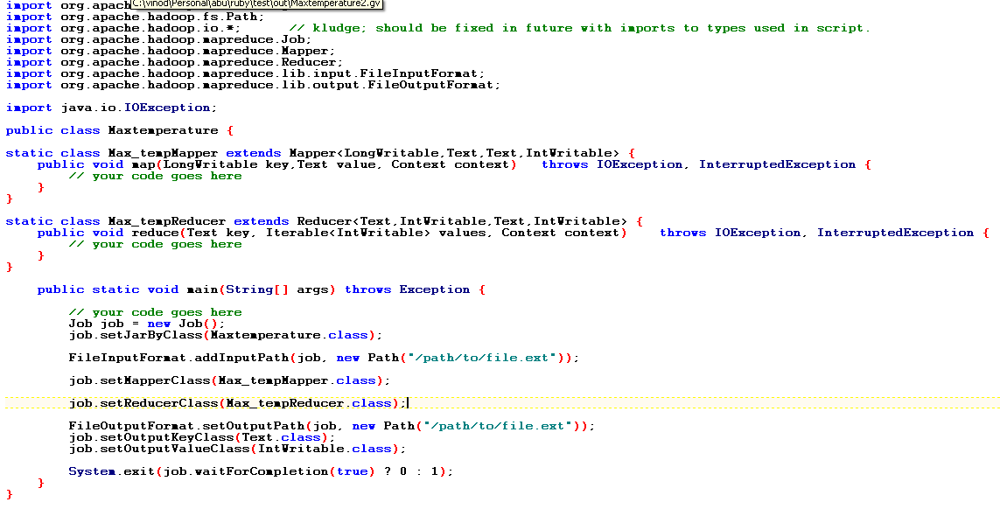 C:\vinod\Personal\abu\ruby\test\out\Maxtemperature2.gv
import org.apach
import org.apache.hadoop.fs.Path;
import org.apache.hadoop.io.*;      // kludge; should be fixed in future with imports to types used in script.
import org.apache.hadoop.mapreduce.Job;
import org.apache.hadoop.mapreduce.Mapper;
import org.apache.hadoop.mapreduce.Reducer;
import org.apache.hadoop.mapreduce.lib.input.FileInputFormat;
import org.apache.hadoop.mapreduce.lib.output.FileOutputFormat;
import java.io.IOException;
public class Maxtemperature {
static class Max_tempMapper extends Mapper<LongWritable,Text,Text,IntWritable> {
    public void map(LongWritable key,Text value, Context context)   throws IOException, InterruptedException {
        // your code goes here
    }
}
static class Max_tempReducer extends Reducer<Text,IntWritable,Text,IntWritable> {
    public void reduce(Text key, Iterable<IntWritable> values, Context context)    throws IOException, InterruptedException {
        // your code goes here
    }
}
    public static void main(String[] args) throws Exception {
        // your code goes here
        Job job = new Job();
        job.setJarByClass(Maxtemperature.class);
        FileInputFormat.addInputPath(job, new Path("/path/to/file.ext"));
        job.setMapperClass(Max_tempMapper.class);
        job.setReducerClass(Max_tempReducer.class);
        FileOutputFormat.setOutputPath(job, new Path("/path/to/file.ext"));
        job.setOutputKeyClass(Text.class);
        job.setOutputValueClass(IntWritable.class);
        System.exit(job.waitForCompletion(true) ? 0 : 1);
    }
}